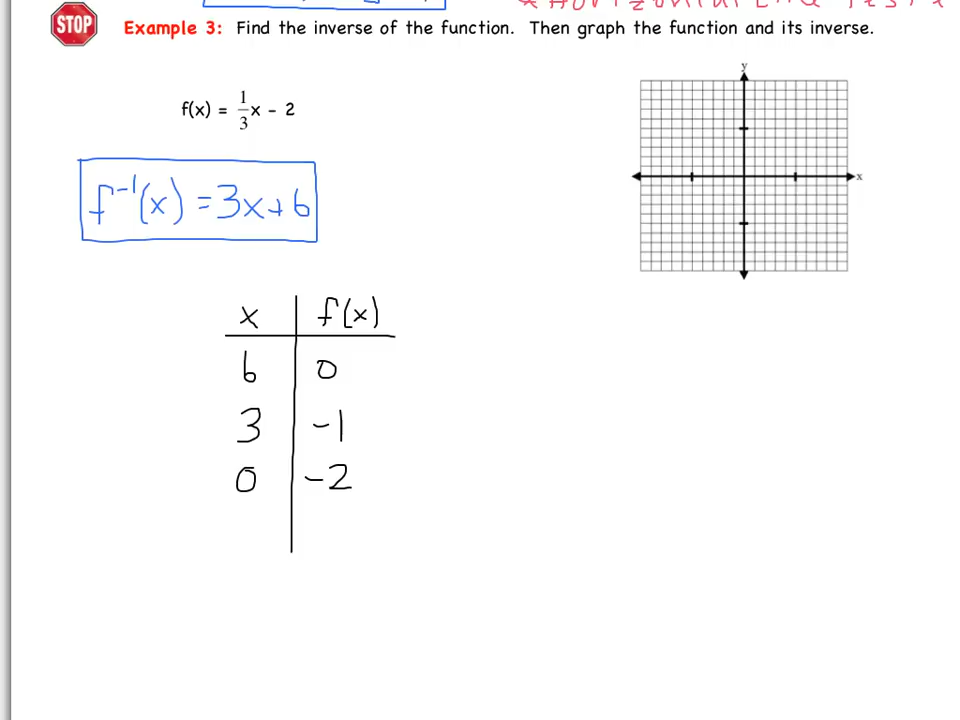 STOP Example 3: Find the inverse of the function. Then graph the function and its inverse.
f(x) = 1/3 x - 2
f⁻¹(x) = 3x+6
y
x
x f(x)
6 0
3 -1
0 -2